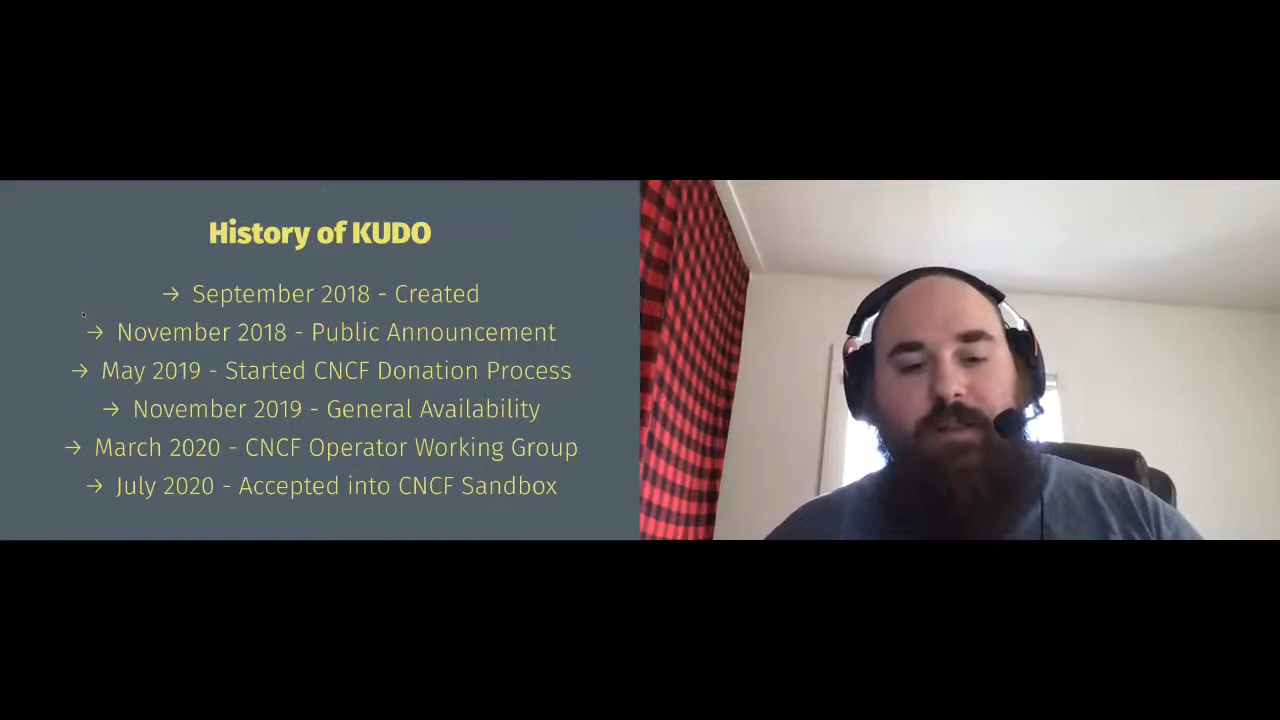 History of KUDO
→ September 2018 - Created
→ November 2018 - Public Announcement
→ May 2019 - Started CNCF Donation Process
→ November 2019 - General Availability
→ March 2020 - CNCF Operator Working Group
→ July 2020 - Accepted into CNCF Sandbox